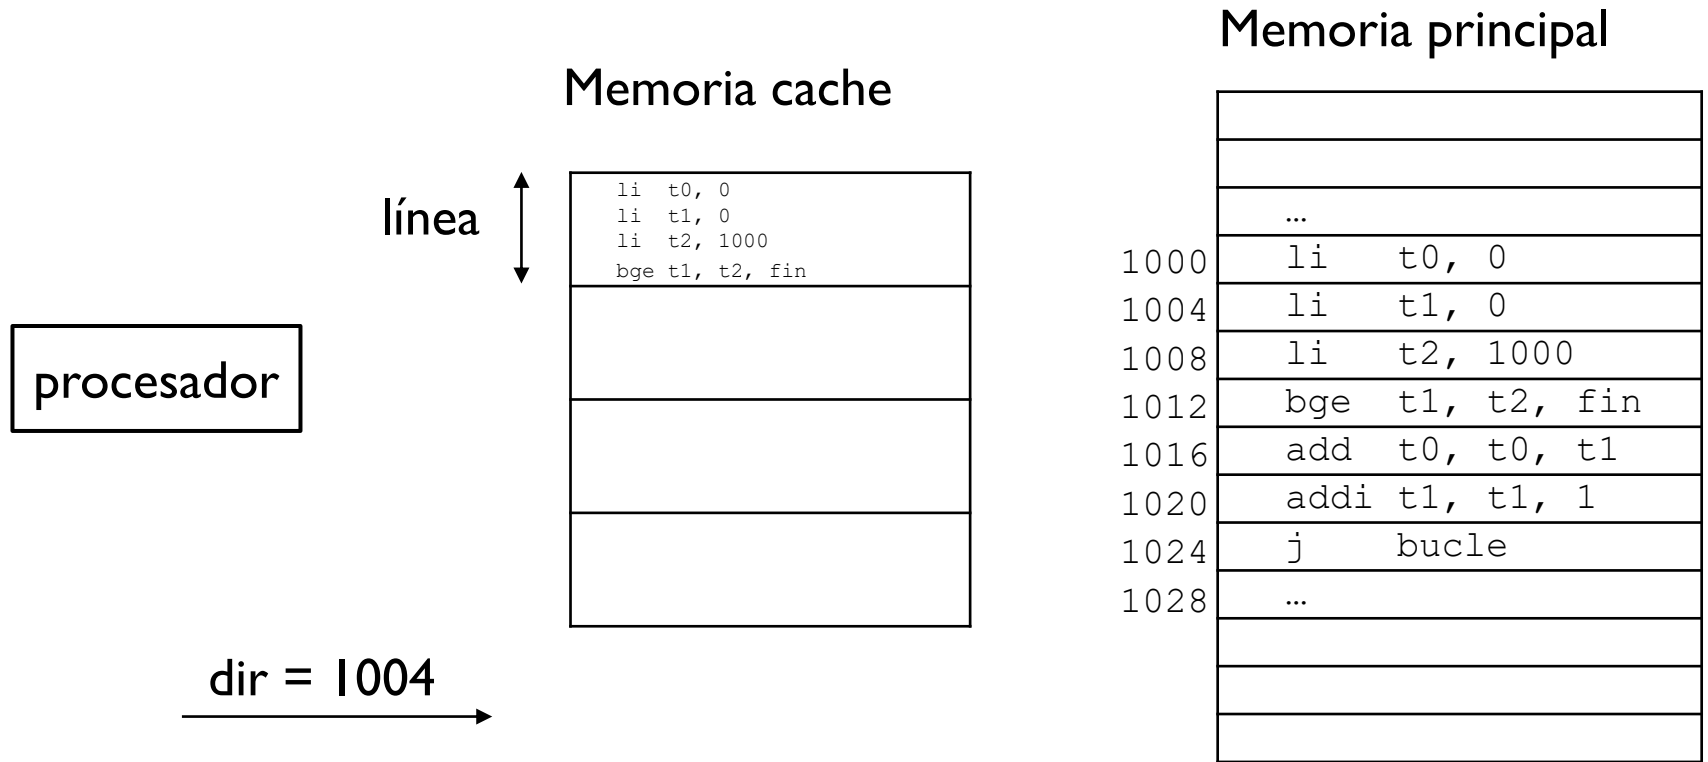 Memoria principal
Memoria cache
línea
li t0, 0
li t1, 0
li t2, 1000
bge t1, t2, fin
procesador
dir = 1004
…
1000 li t0, 0
1004 li t1, 0
1008 li t2, 1000
1012 bge t1, t2, fin
1016 add t0, t0, t1
1020 addi t1, t1, 1
1024 j bucle
1028 …